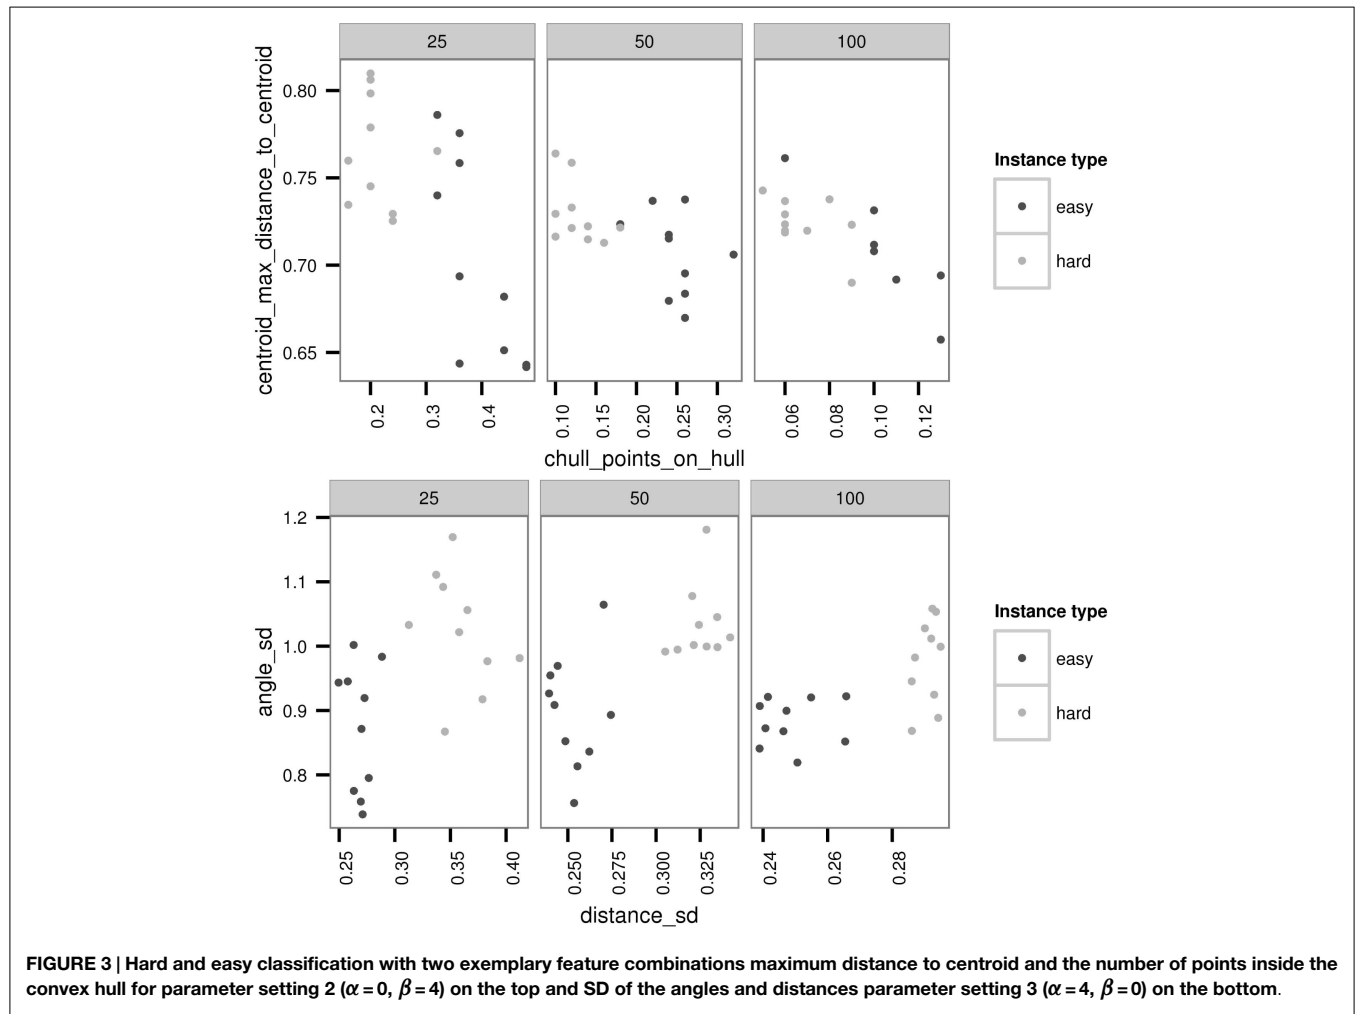 25 50 100
centroid_max_distance_to_centroid
0.80
0.75
0.70
0.65
0.2 0.3 0.4 0.10 0.15 0.20 0.25 0.30 0.06 0.08 0.10 0.12
chull_points_on_hull
Instance type
easy
hard
25 50 100
angle_sd
1.2
1.1
1.0
0.9
0.8
0.25 0.30 0.35 0.40 0.250 0.275 0.300 0.325 0.24 0.26 0.28
distance_sd
Instance type
easy
hard
FIGURE 3 | Hard and easy classification with two exemplary feature combinations maximum distance to centroid and the number of points inside the
convex hull for parameter setting 2 (α = 0, β = 4) on the top and SD of the angles and distances parameter setting 3 (α = 4, β = 0) on the bottom.